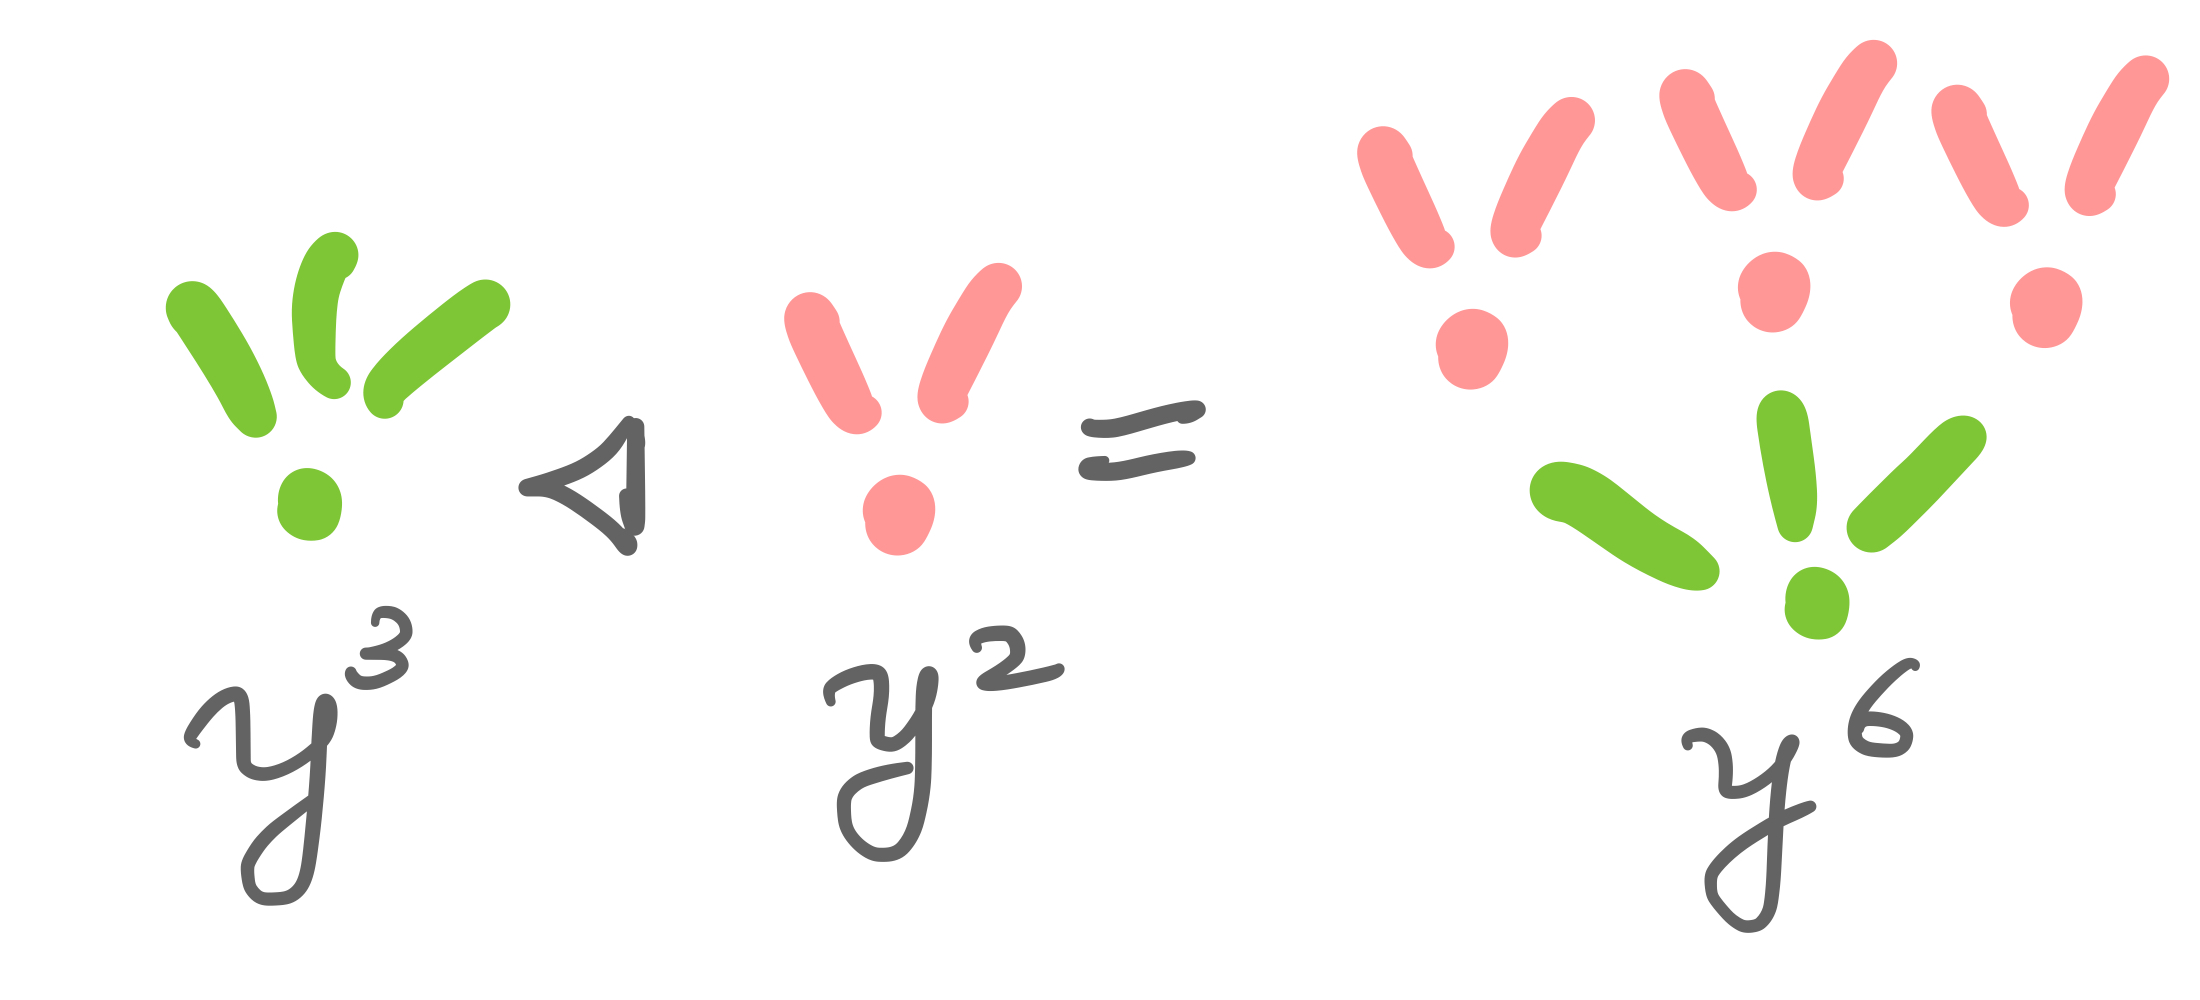 y³ ◁ y² = y⁶